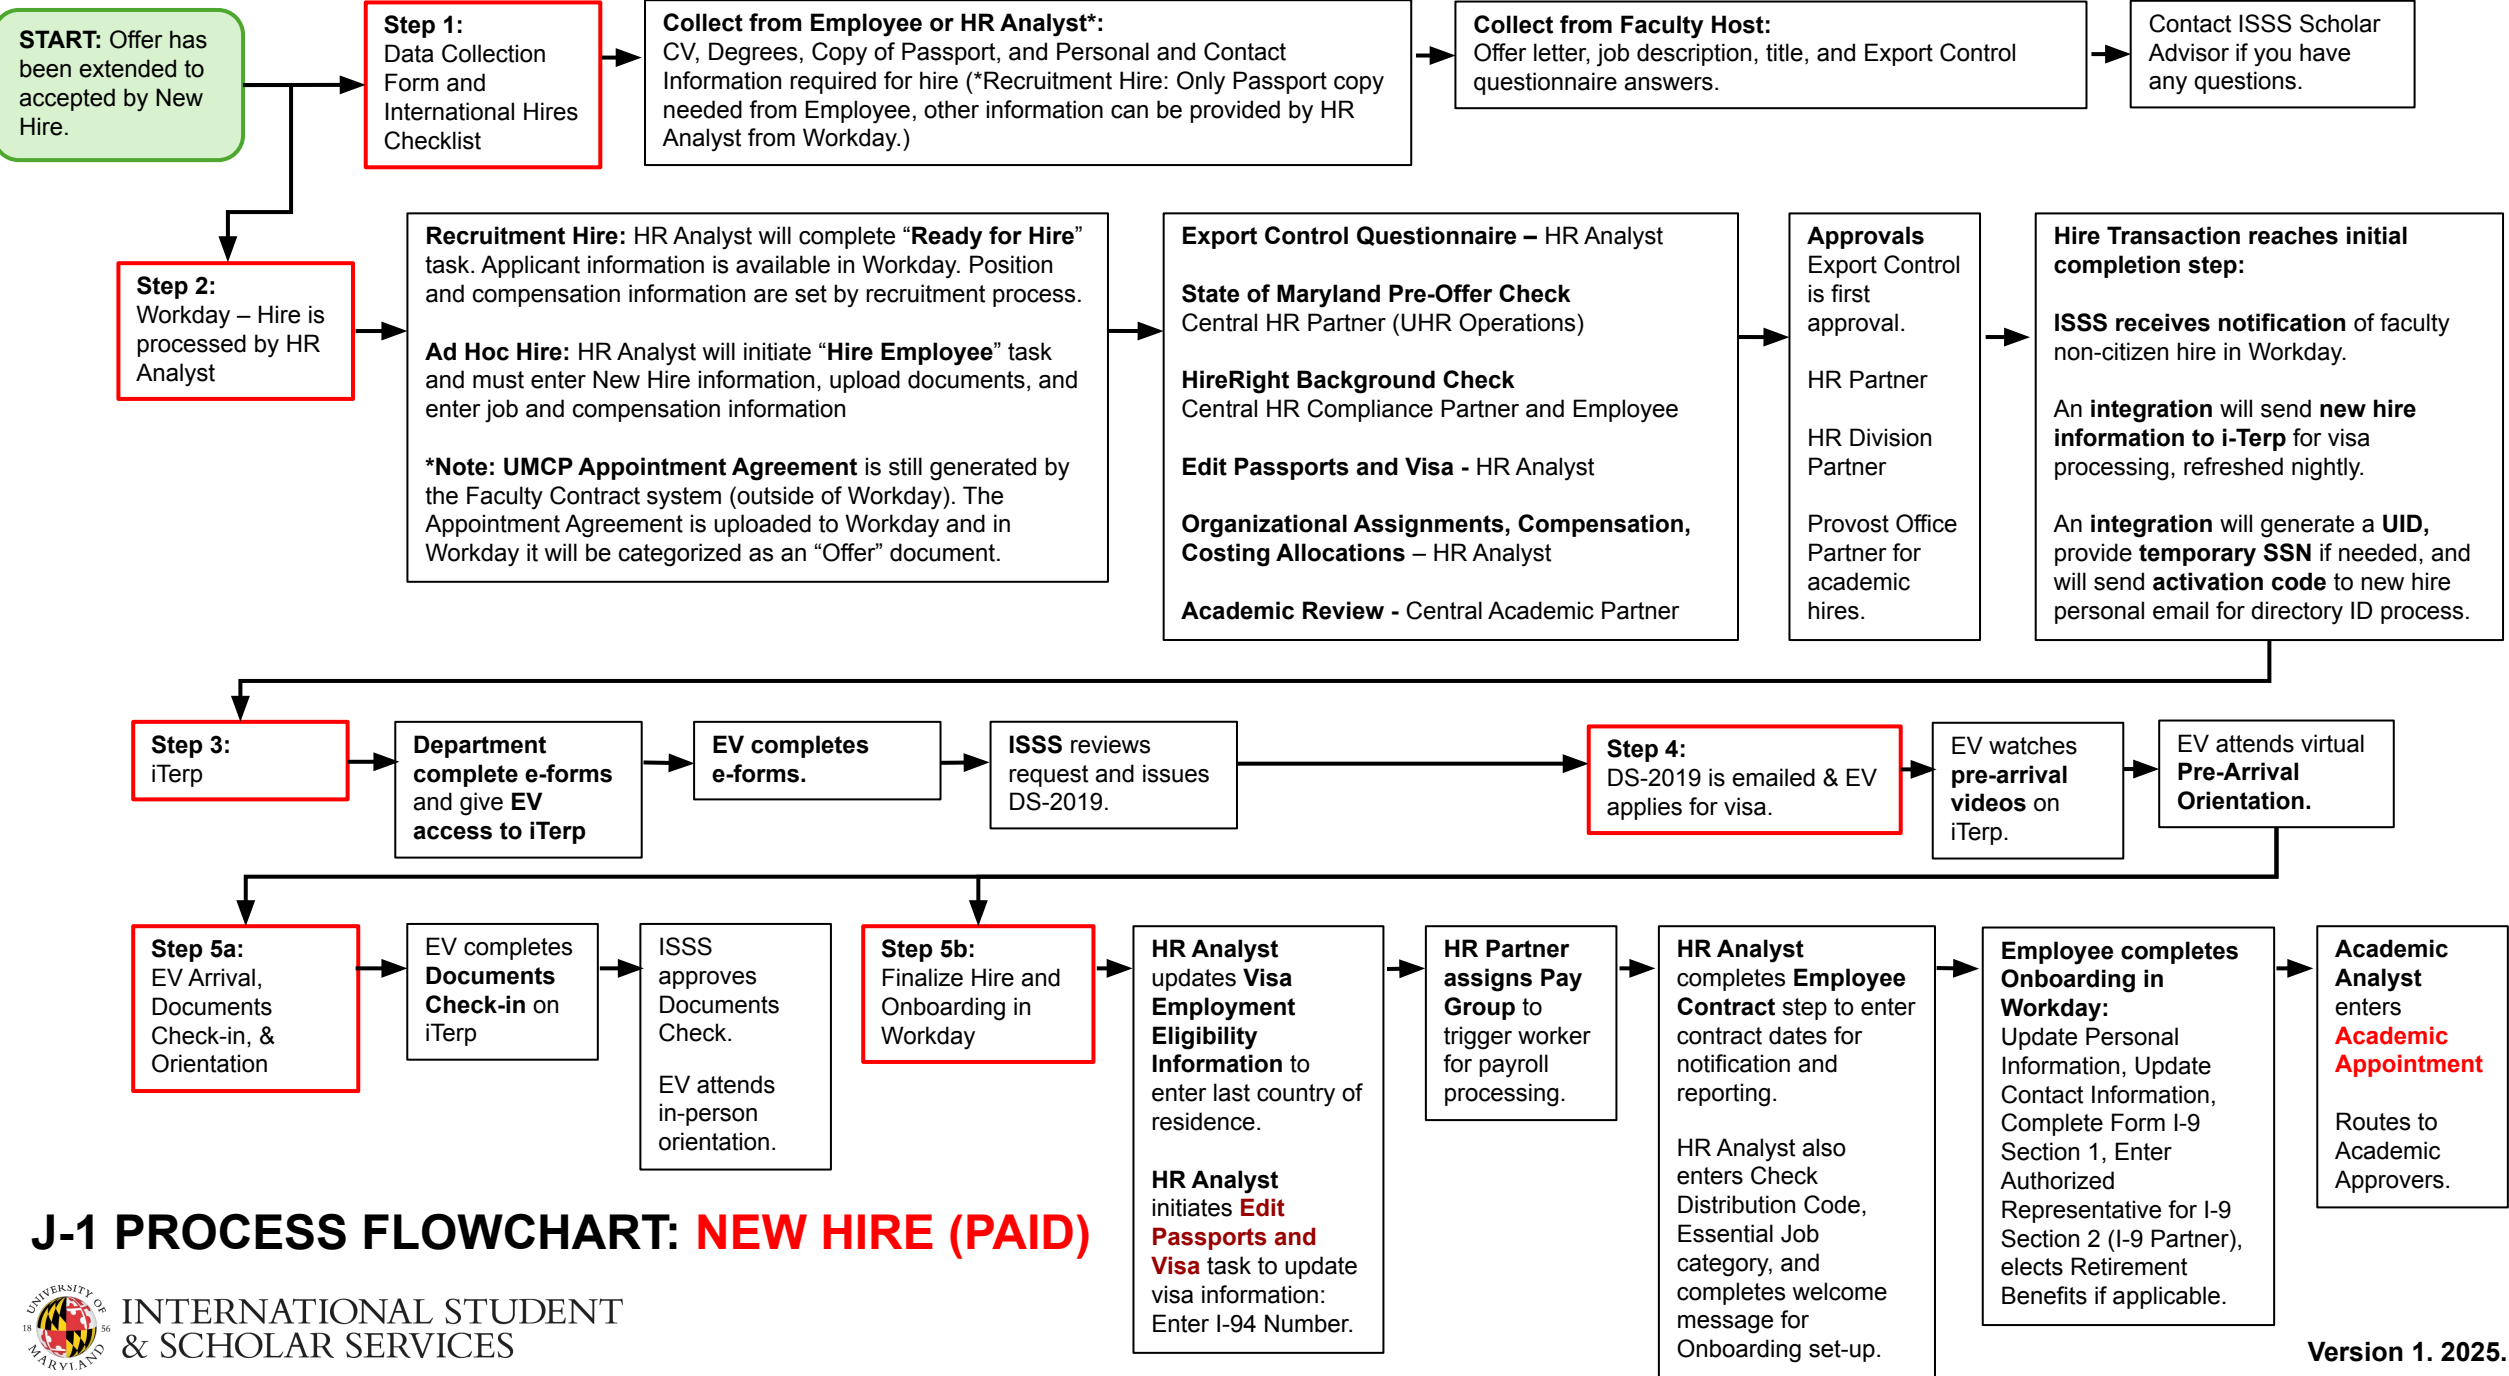 START: Offer has
been extended to
accepted by New
Hire.
Step 1:
Data Collection
Form and
International Hires
Checklist
Collect from Employee or HR Analyst*:
CV, Degrees, Copy of Passport, and Personal and Contact
Information required for hire (*Recruitment Hire: Only Passport copy
needed from Employee, other information can be provided by HR
Analyst from Workday.)
Collect from Faculty Host:
Offer letter, job description, title, and Export Control
questionnaire answers.
Contact ISSS Scholar
Advisor if you have
any questions.
Step 2:
Workday – Hire is
processed by HR
Analyst
Recruitment Hire: HR Analyst will complete “Ready for Hire”
task. Applicant information is available in Workday. Position
and compensation information are set by recruitment process.
Ad Hoc Hire: HR Analyst will initiate “Hire Employee” task
and must enter New Hire information, upload documents, and
enter job and compensation information
*Note: UMCP Appointment Agreement is still generated by
the Faculty Contract system (outside of Workday). The
Appointment Agreement is uploaded to Workday and in
Workday it will be categorized as an “Offer” document.
Export Control Questionnaire – HR Analyst
State of Maryland Pre-Offer Check
Central HR Partner (UHR Operations)
HireRight Background Check
Central HR Compliance Partner and Employee
Edit Passports and Visa - HR Analyst
Organizational Assignments, Compensation,
Costing Allocations – HR Analyst
Academic Review - Central Academic Partner
Approvals
Export Control
is first
approval.
HR Partner
HR Division
Partner
Provost Office
Partner for
academic
hires.
Hire Transaction reaches initial
completion step:
ISSS receives notification of faculty
non-citizen hire in Workday.
An integration will send new hire
information to i-Terp for visa
processing, refreshed nightly.
An integration will generate a UID,
provide temporary SSN if needed, and
will send activation code to new hire
personal email for directory ID process.
Step 3:
iTerp
Department
complete e-forms
and give EV
access to iTerp
EV completes
e-forms.
ISSS reviews
request and issues
DS-2019.
Step 4:
DS-2019 is emailed & EV
applies for visa.
EV watches
pre-arrival
videos on
iTerp.
EV attends virtual
Pre-Arrival
Orientation.
Step 5a:
EV Arrival,
Documents
Check-in, &
Orientation
EV completes
Documents
Check-in on
iTerp
ISSS
approves
Documents
Check.
EV attends
in-person
orientation.
Step 5b:
Finalize Hire and
Onboarding in
Workday
HR Analyst
updates Visa
Employment
Eligibility
Information to
enter last country of
residence.
HR Analyst
initiates Edit
Passports and
Visa task to update
visa information:
Enter I-94 Number.
HR Partner
assigns Pay
Group to
trigger worker
for payroll
processing.
HR Analyst
completes Employee
Contract step to enter
contract dates for
notification and
reporting.
HR Analyst also
enters Check
Distribution Code,
Essential Job
category, and
completes welcome
message for
Onboarding set-up.
Employee completes
Onboarding in
Workday:
Update Personal
Information, Update
Contact Information,
Complete Form I-9
Section 1, Enter
Authorized
Representative for I-9
Section 2 (I-9 Partner),
elects Retirement
Benefits if applicable.
Academic
Analyst
enters
Academic
Appointment
Routes to
Academic
Approvers.
J-1 PROCESS FLOWCHART: NEW HIRE (PAID)
UNIVERSITY OF
18 56
MARYLAND
INTERNATIONAL STUDENT
& SCHOLAR SERVICES
Version 1. 2025.